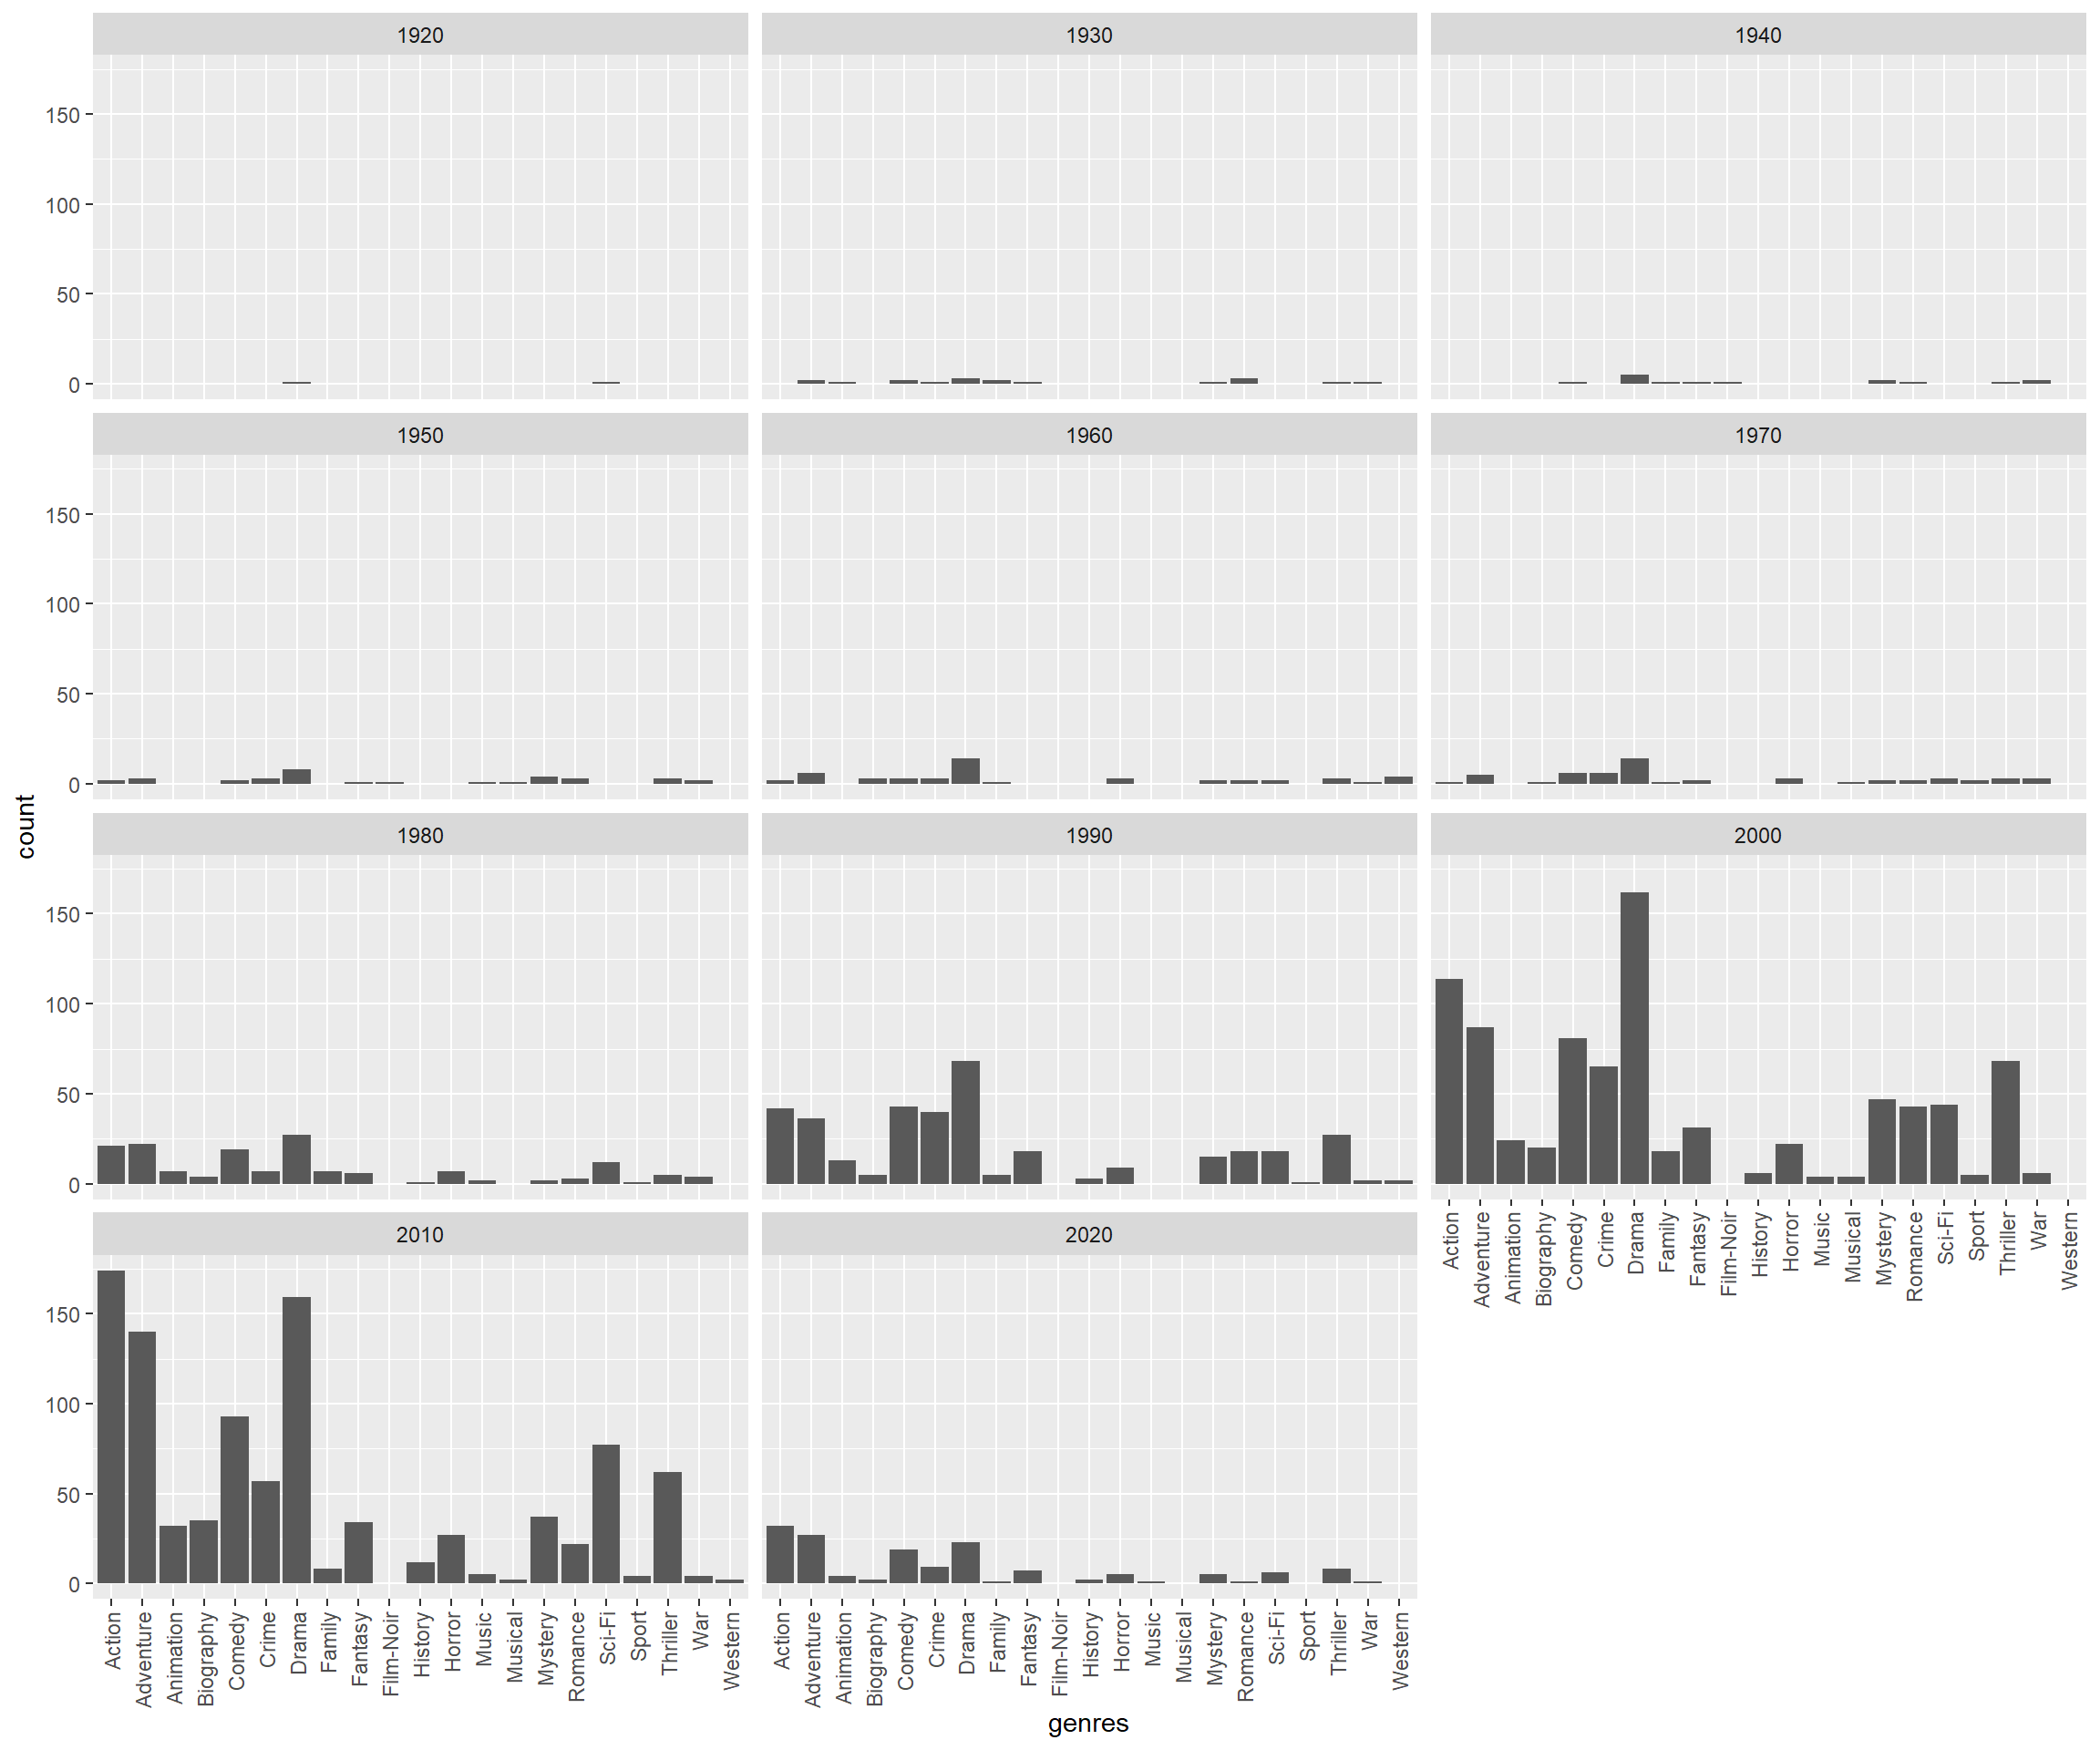 1920
1930
1940
150
100
50
0
1950
1960
1970
150
100
50
0
count
1980
1990
2000
150
100
50
0
Action
Adventure
Animation
Biography
Comedy
Crime
Drama
Family
Fantasy
Film-Noir
History
Horror
Music
Musical
Mystery
Romance
Sci-Fi
Sport
Thriller
War
Western
2010
2020
150
100
50
0
Action
Adventure
Animation
Biography
Comedy
Crime
Drama
Family
Fantasy
Film-Noir
History
Horror
Music
Musical
Mystery
Romance
Sci-Fi
Sport
Thriller
War
Western
Action
Adventure
Animation
Biography
Comedy
Crime
Drama
Family
Fantasy
Film-Noir
History
Horror
Music
Musical
Mystery
Romance
Sci-Fi
Sport
Thriller
War
Western
genres